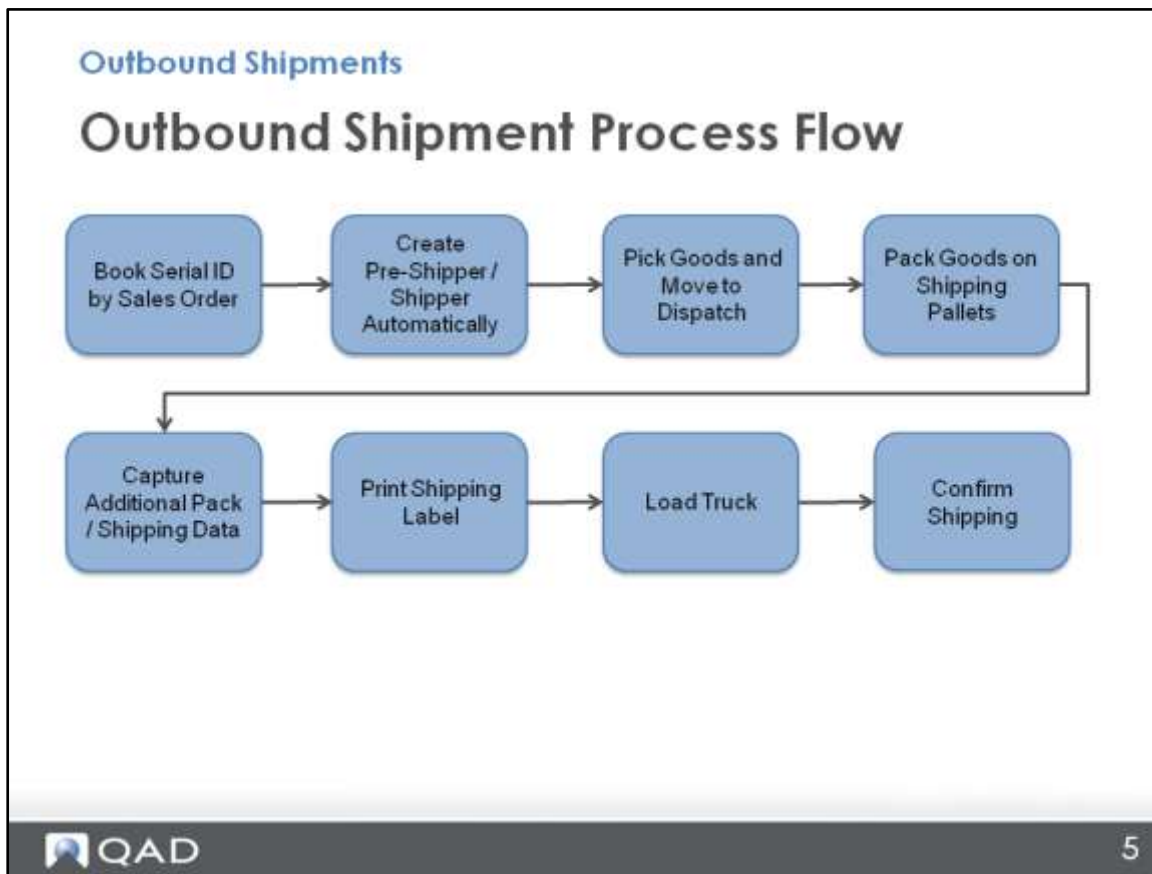 Outbound Shipments
Outbound Shipment Process Flow
Book Serial ID
by Sales Order
Create
Pre-Shipper /
Shipper
Automatically
Pick Goods and
Move to
Dispatch
Pack Goods on
Shipping
Pallets
Capture
Additional Pack
/ Shipping Data
Print Shipping
Label
Load Truck
Confirm
Shipping
QAD
5